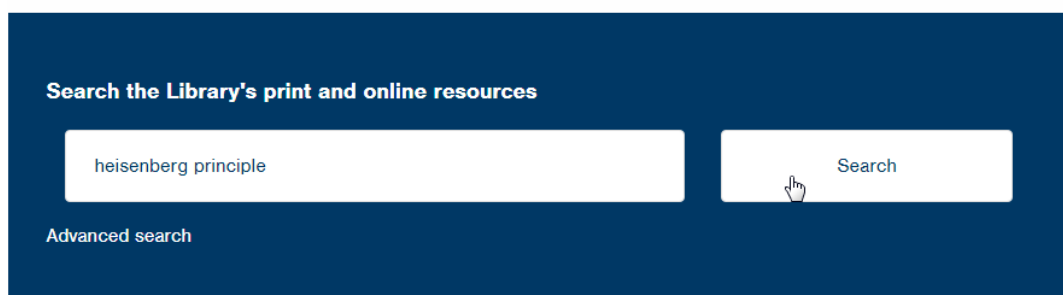 Search the Library's print and online resources
heisenberg principle
Search
Advanced search